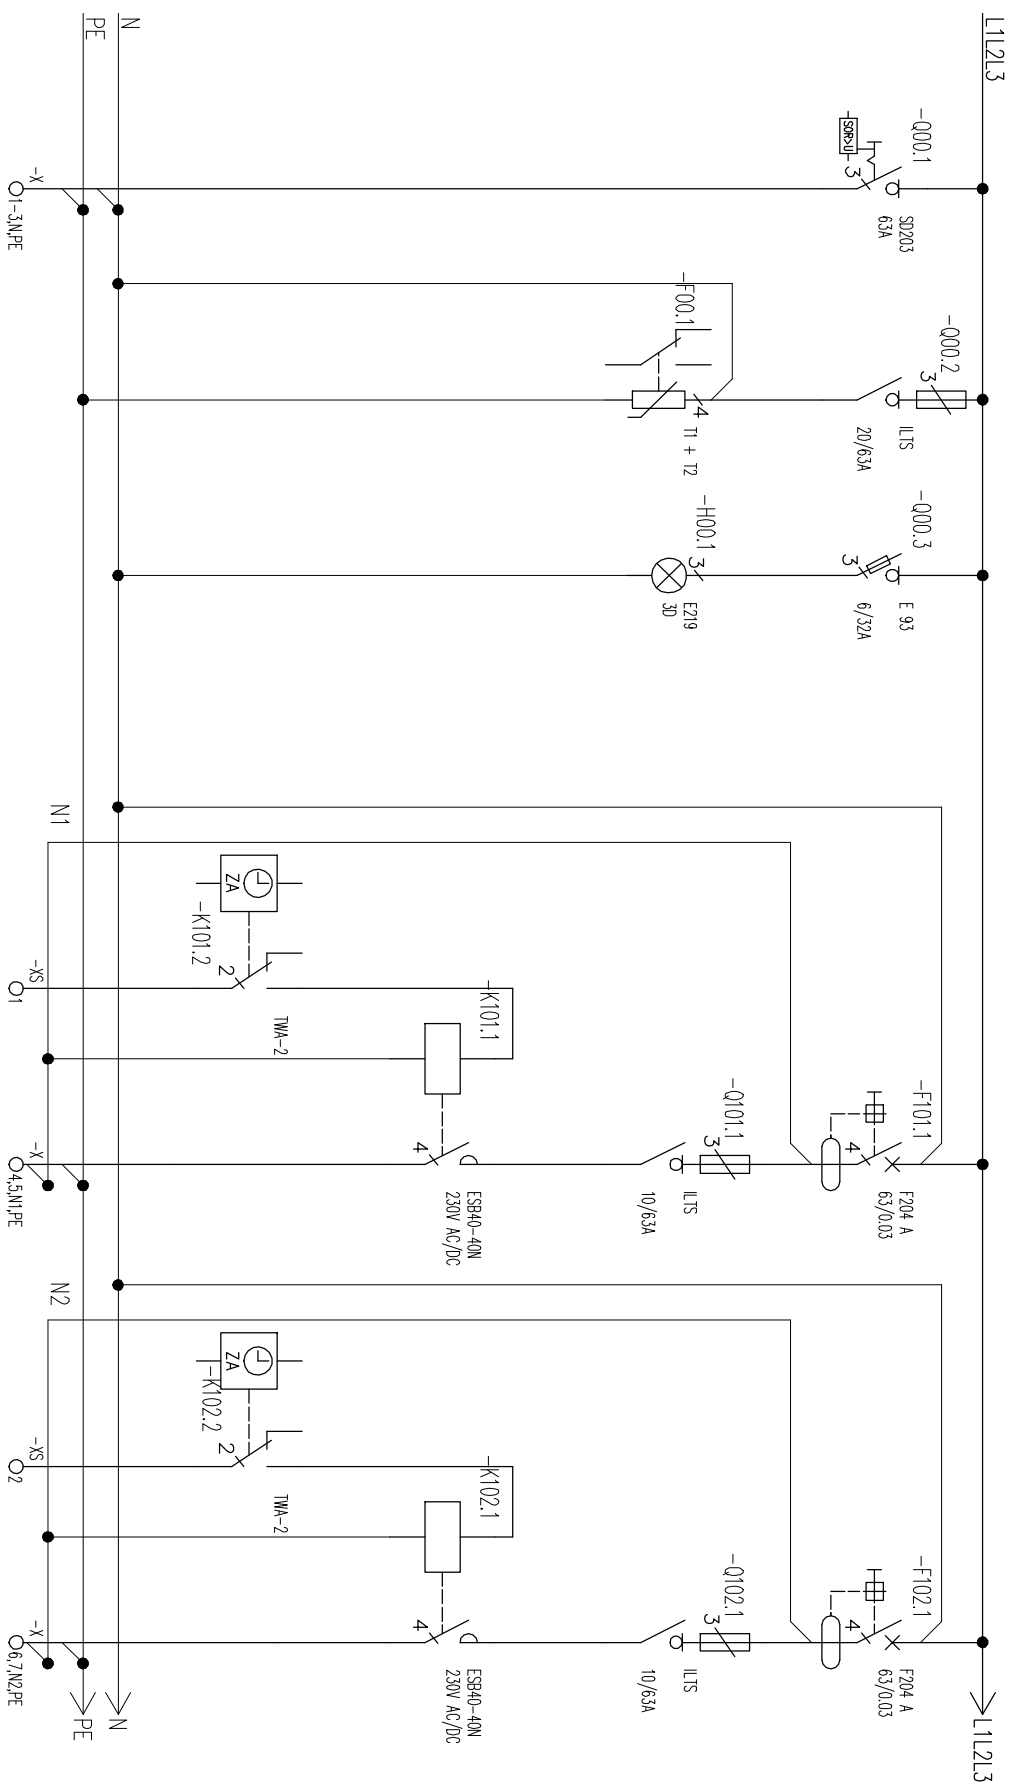 L1L2L3
-Q00.1
SOR>U
3
SD203
63A
-Q00.2
3
ILTS
20/63A
-F00.1
4
T1 + T2
-Q00.3
3
E 93
6/32A
-H00.1
3
E219
3D
-F101.1
4
F204 A
63/0.03
-Q101.1
3
ILTS
10/63A
-K101.1
4
ESB40-40N
230V AC/DC
ZA
-K101.2
2
TWA-2
-F102.1
4
F204 A
63/0.03
-Q102.1
3
ILTS
10/63A
-K102.1
4
ESB40-40N
230V AC/DC
ZA
-K102.2
2
TWA-2
L1L2L3
N
N
PE
PE
N1
N2
-X
1-3,N,PE
-XS
1
-X
4,5,N1,PE
-XS
2
-X
6,7,N2,PE